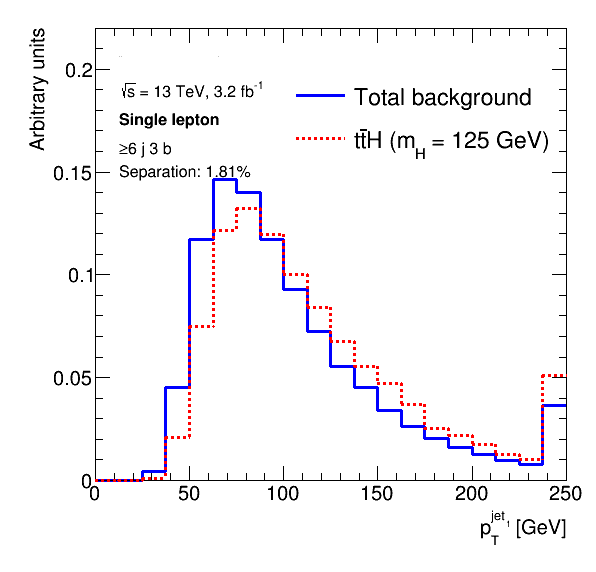 Arbitrary units
0.2
0.15
0.1
0.05
0
√s = 13 TeV, 3.2 fb⁻¹
Single lepton
≥6 j 3 b
Separation: 1.81%
Total background
tt̄H (m_H = 125 GeV)
0 50 100 150 200 250
p_T^jet₁ [GeV]